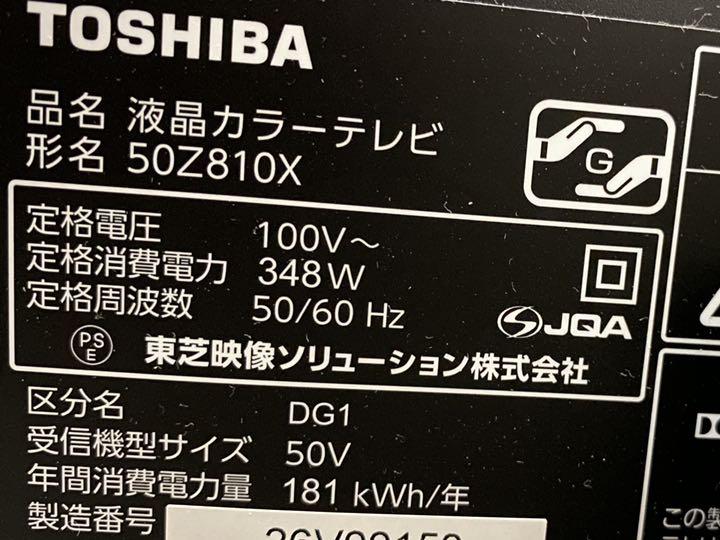 TOSHIBA
品名 液晶カラーテレビ
形名 50Z810X
G
定格電圧 100V～
定格消費電力 348W
定格周波数 50/60 Hz
JQA
PS
E
東芝映像ソリューション株式会社
区分名 DG1
受信機型サイズ 50V
年間消費電力量 181 kWh/年
製造番号
この製